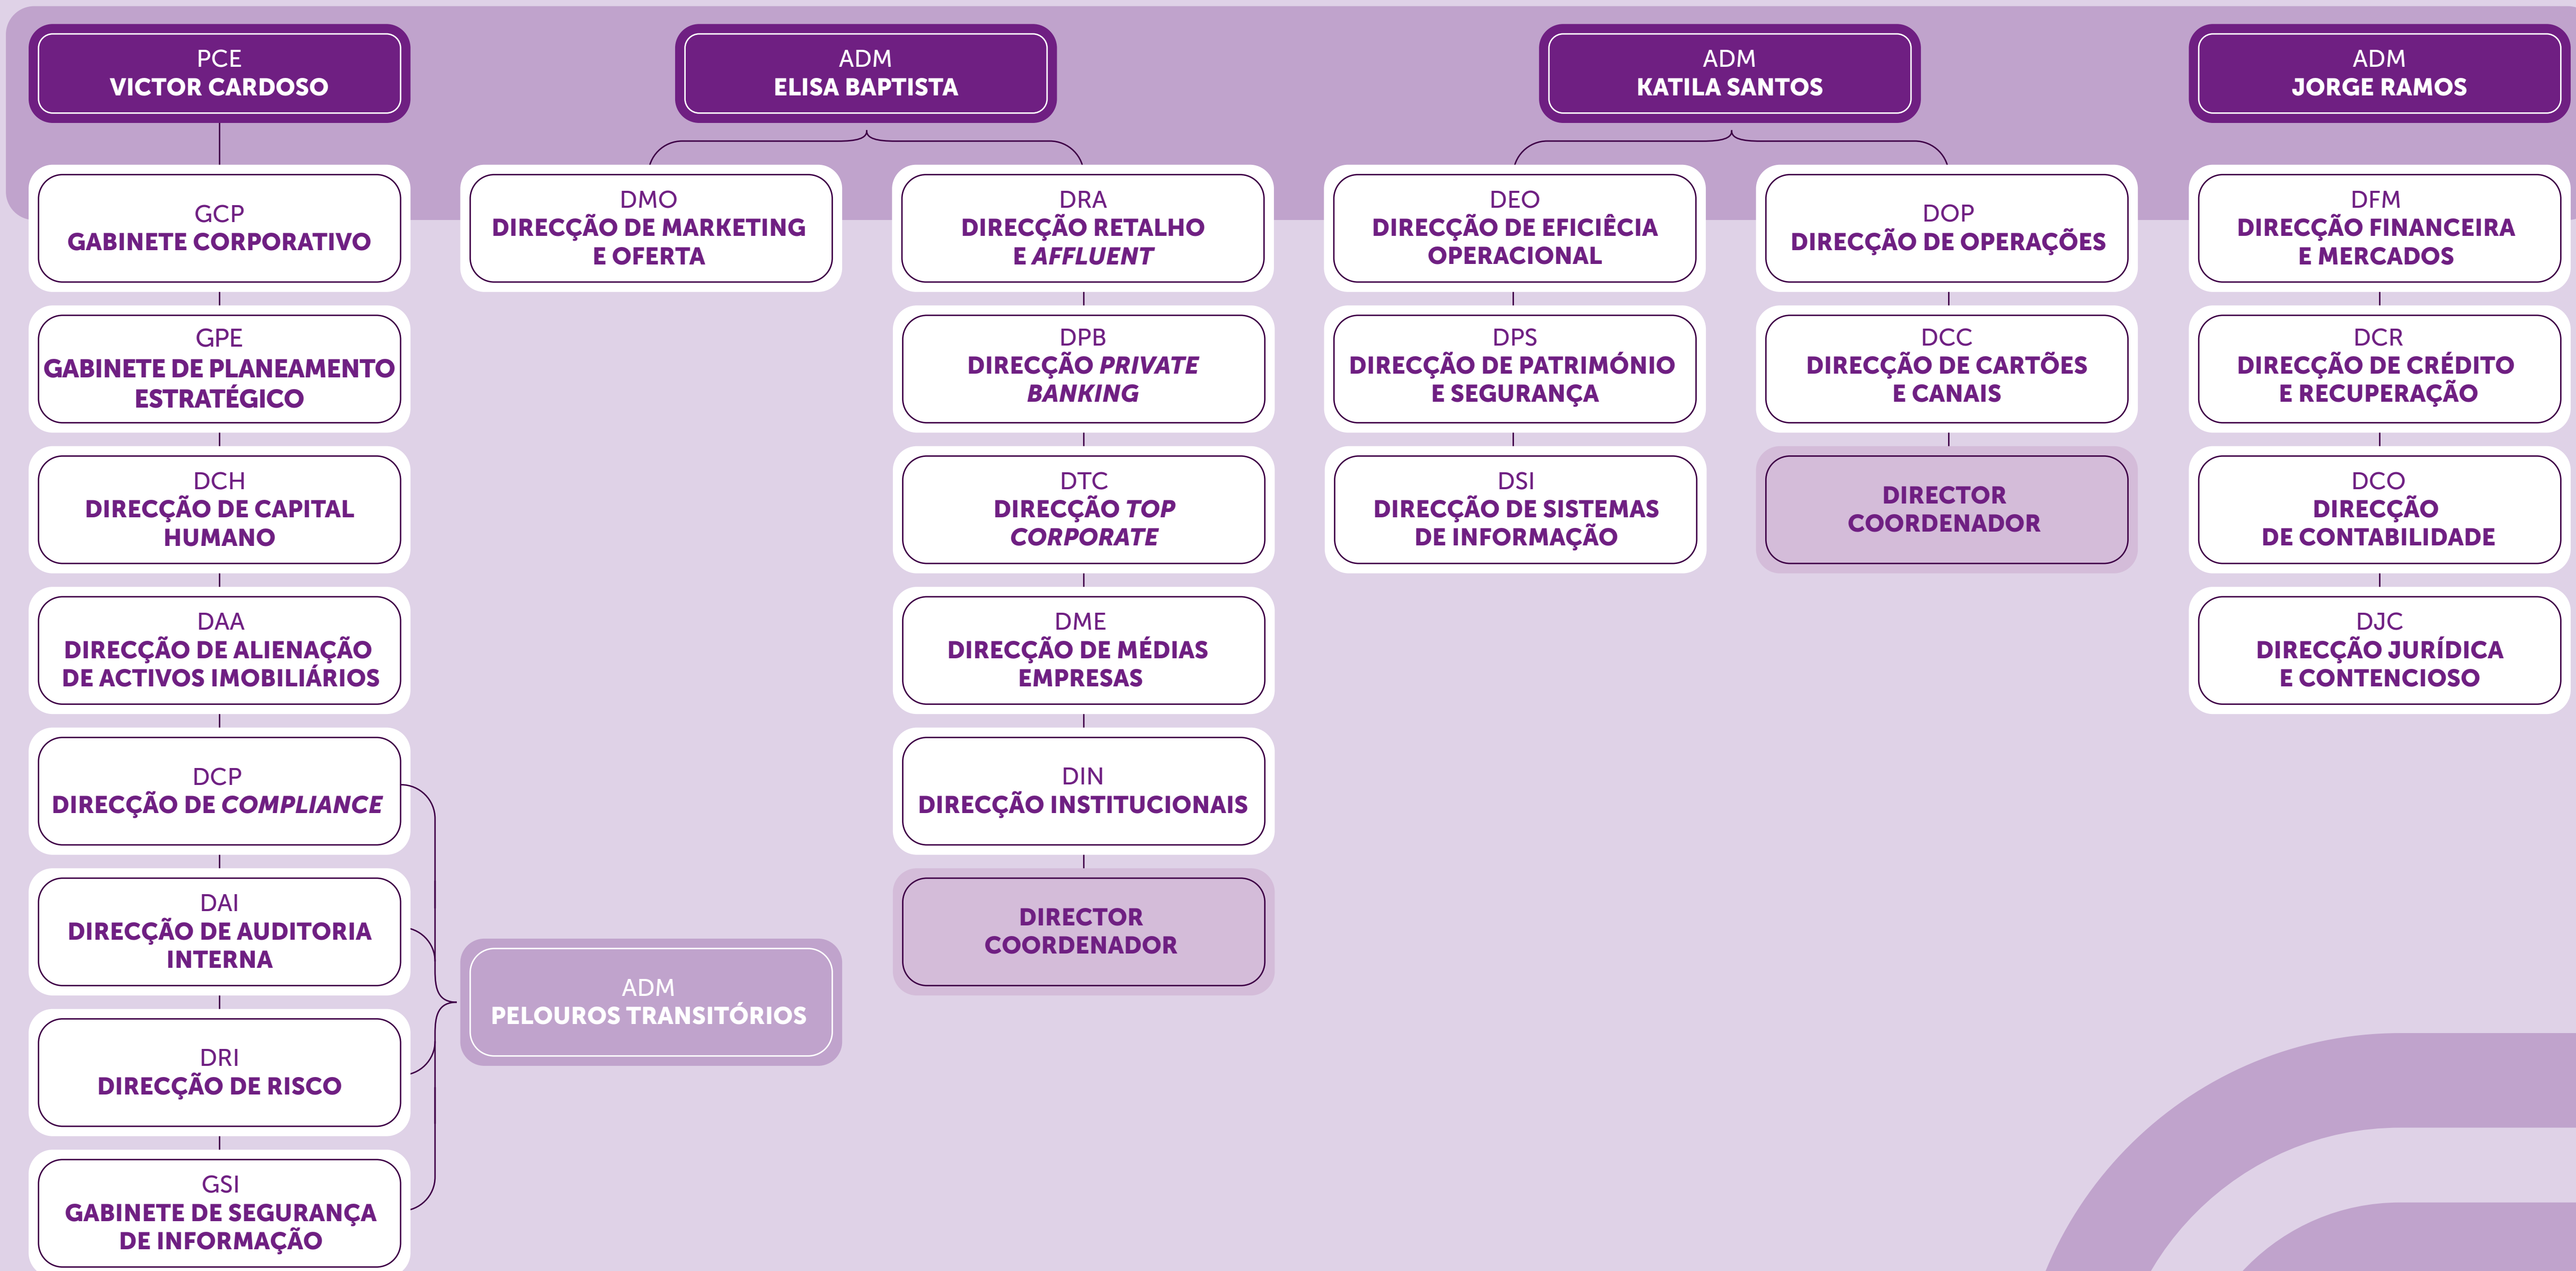 PCE
VICTOR CARDOSO
GCP
GABINETE CORPORATIVO
GPE
GABINETE DE PLANEAMENTO
ESTRATÉGICO
DCH
DIRECÇÃO DE CAPITAL
HUMANO
DAA
DIRECÇÃO DE ALIENAÇÃO
DE ACTIVOS IMOBILIÁRIOS
DCP
DIRECÇÃO DE COMPLIANCE
DAI
DIRECÇÃO DE AUDITORIA
INTERNA
DRI
DIRECÇÃO DE RISCO
GSI
GABINETE DE SEGURANÇA
DE INFORMAÇÃO
ADM
PELOUROS TRANSITÓRIOS
ADM
ELISA BAPTISTA
DMO
DIRECÇÃO DE MARKETING
E OFERTA
DRA
DIRECÇÃO RETALHO
E AFFLUENT
DPB
DIRECÇÃO PRIVATE
BANKING
DTC
DIRECÇÃO TOP
CORPORATE
DME
DIRECÇÃO DE MÉDIAS
EMPRESAS
DIN
DIRECÇÃO INSTITUCIONAIS
DIRECTOR
COORDENADOR
ADM
KATILA SANTOS
DEO
DIRECÇÃO DE EFICIÊCIA
OPERACIONAL
DPS
DIRECÇÃO DE PATRIMÓNIO
E SEGURANÇA
DSI
DIRECÇÃO DE SISTEMAS
DE INFORMAÇÃO
DOP
DIRECÇÃO DE OPERAÇÕES
DCC
DIRECÇÃO DE CARTÕES
E CANAIS
DIRECTOR
COORDENADOR
ADM
JORGE RAMOS
DFM
DIRECÇÃO FINANCEIRA
E MERCADOS
DCR
DIRECÇÃO DE CRÉDITO
E RECUPERAÇÃO
DCO
DIRECÇÃO
DE CONTABILIDADE
DJC
DIRECÇÃO JURÍDICA
E CONTENCIOSO